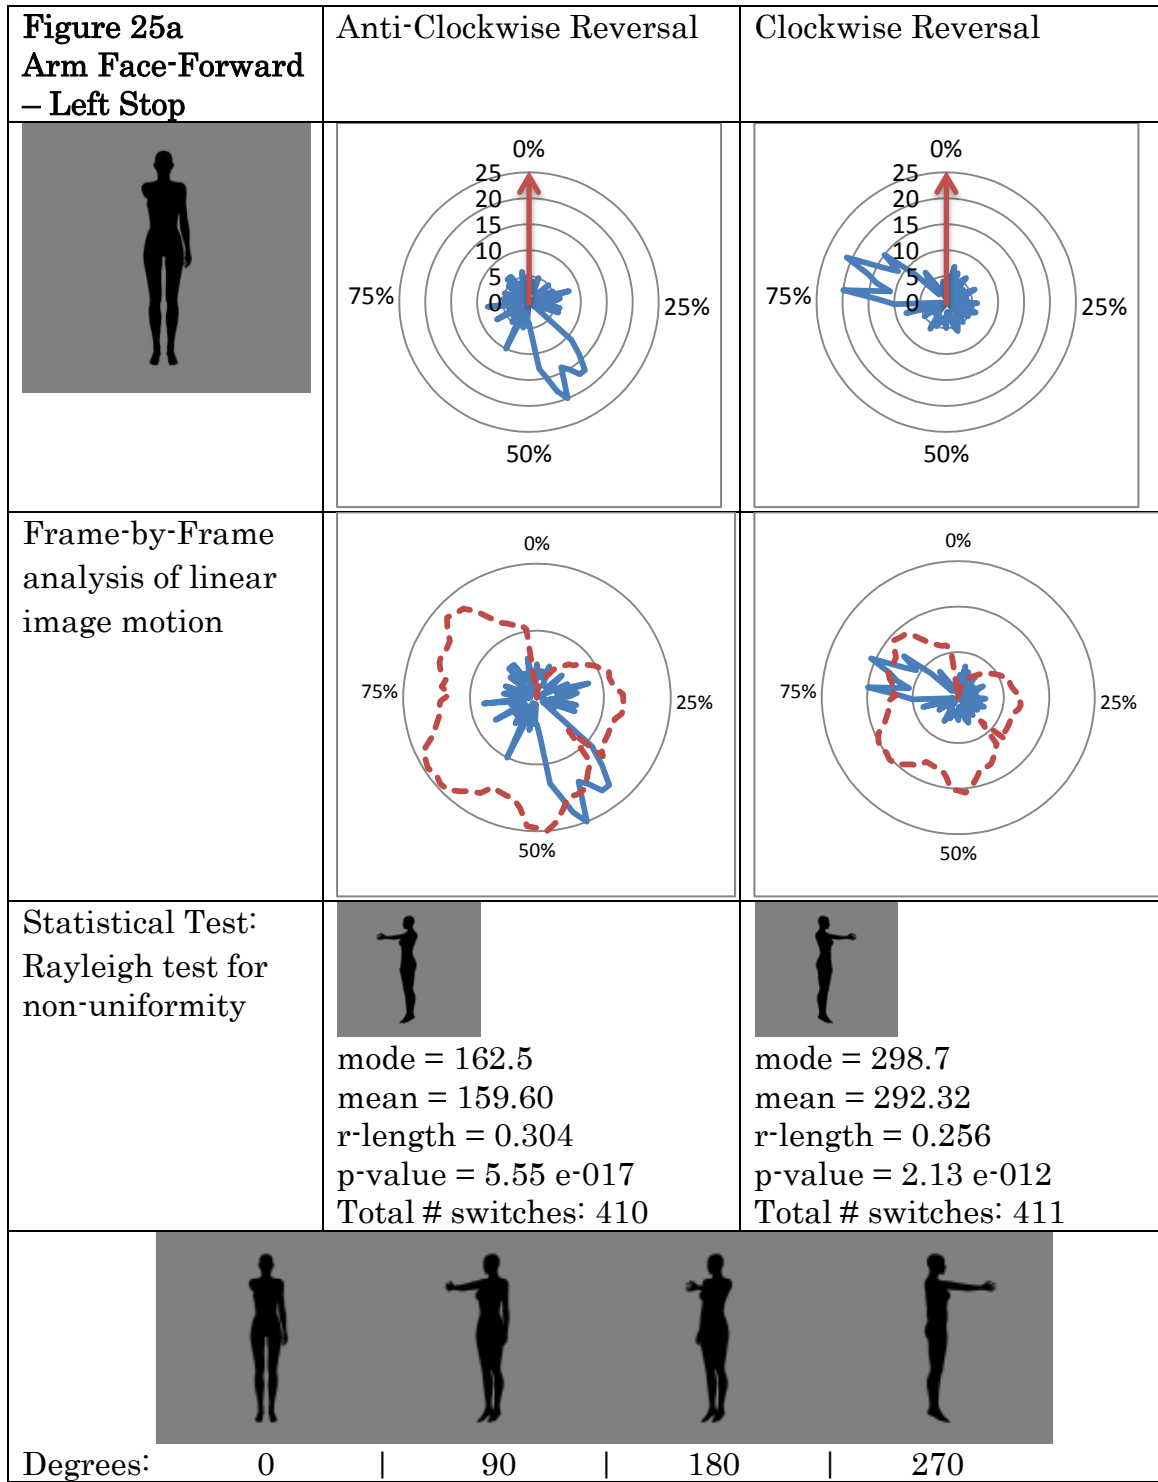 Figure 25a
Arm Face-Forward
– Left Stop
Anti-Clockwise Reversal
Clockwise Reversal
0%
25
20
15
10
5
0
75%
25%
50%
0%
25
20
15
10
5
0
75%
25%
50%
Frame-by-Frame
analysis of linear
image motion
0%
75%
25%
50%
0%
75%
25%
50%
Statistical Test:
Rayleigh test for
non-uniformity
mode = 162.5
mean = 159.60
r-length = 0.304
p-value = 5.55 e-017
Total # switches: 410
mode = 298.7
mean = 292.32
r-length = 0.256
p-value = 2.13 e-012
Total # switches: 411
Degrees: 0 | 90 | 180 | 270